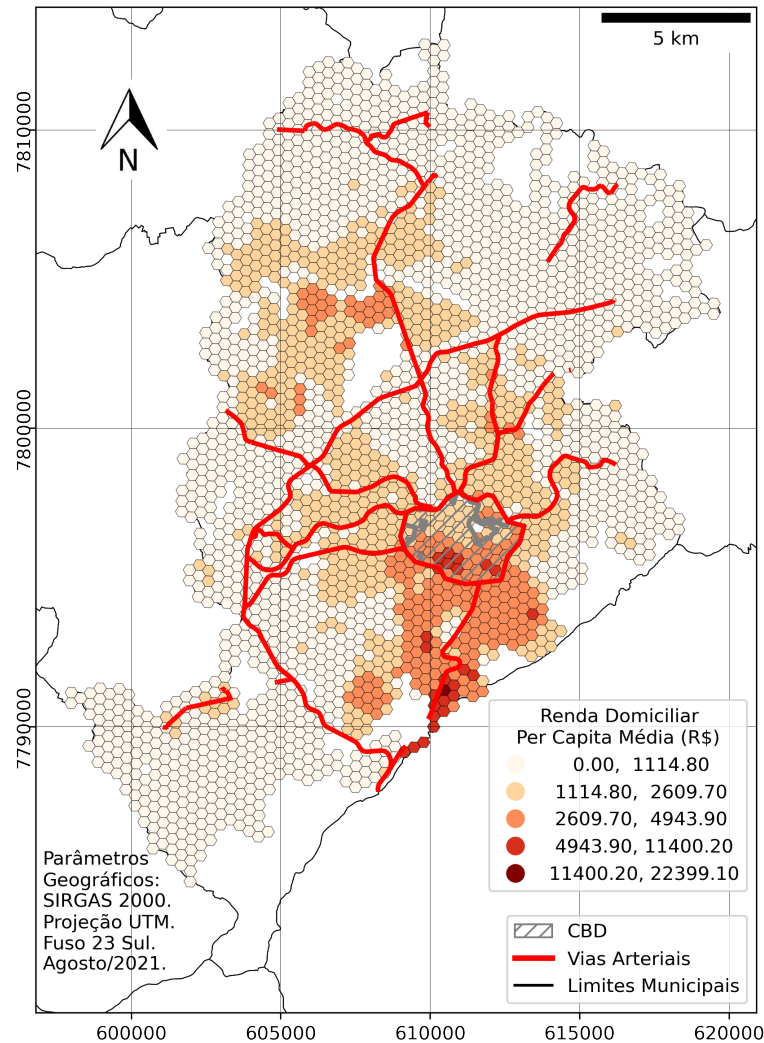 5 km
N
7810000
7800000
7790000
Renda Domiciliar
Per Capita Média (R$)
0.00, 1114.80
1114.80, 2609.70
2609.70, 4943.90
4943.90, 11400.20
11400.20, 22399.10
Parâmetros
Geográficos:
SIRGAS 2000.
Projeção UTM.
Fuso 23 Sul.
Agosto/2021.
CBD
Vias Arteriais
Limites Municipais
600000 605000 610000 615000 620000